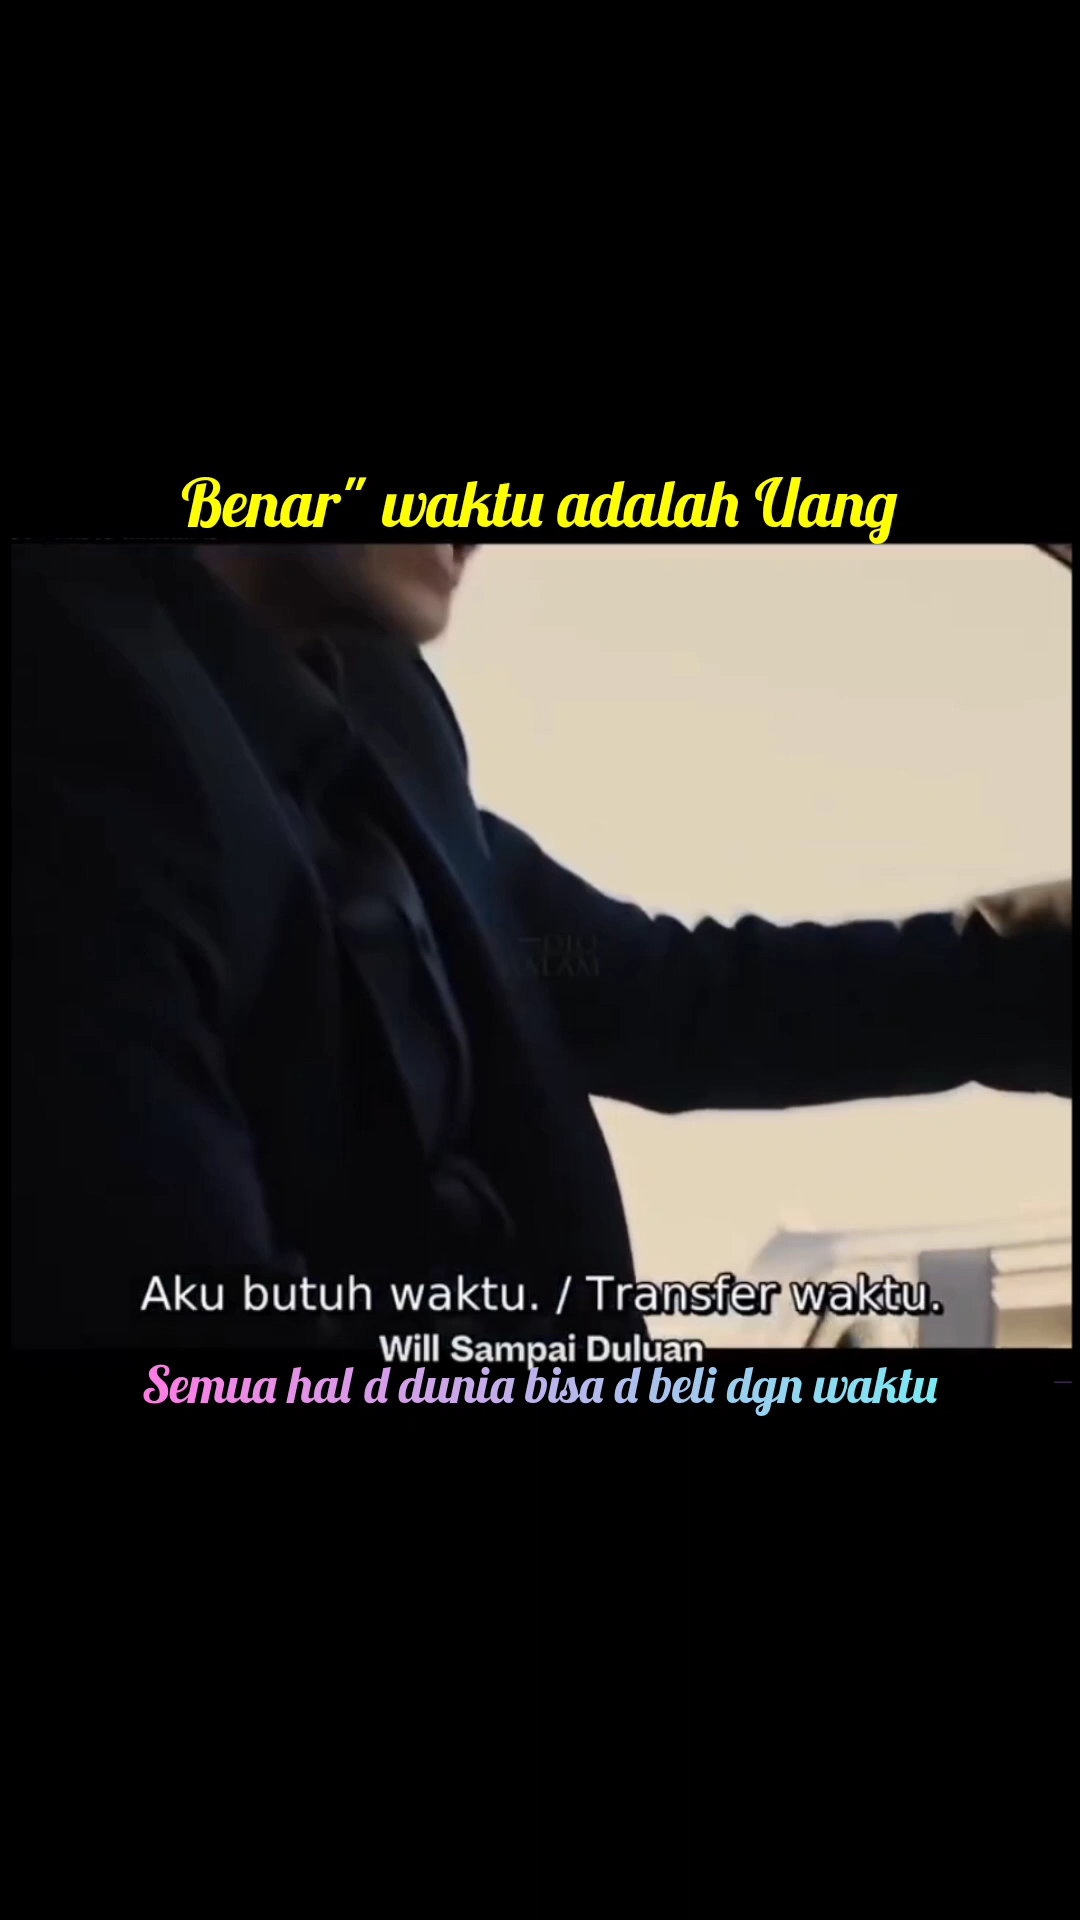 Benar" waktu adalah Uang
Aku butuh waktu. / Transfer waktu.
Will Sampai Duluan
Semua hal d dunia bisa d beli dgn waktu